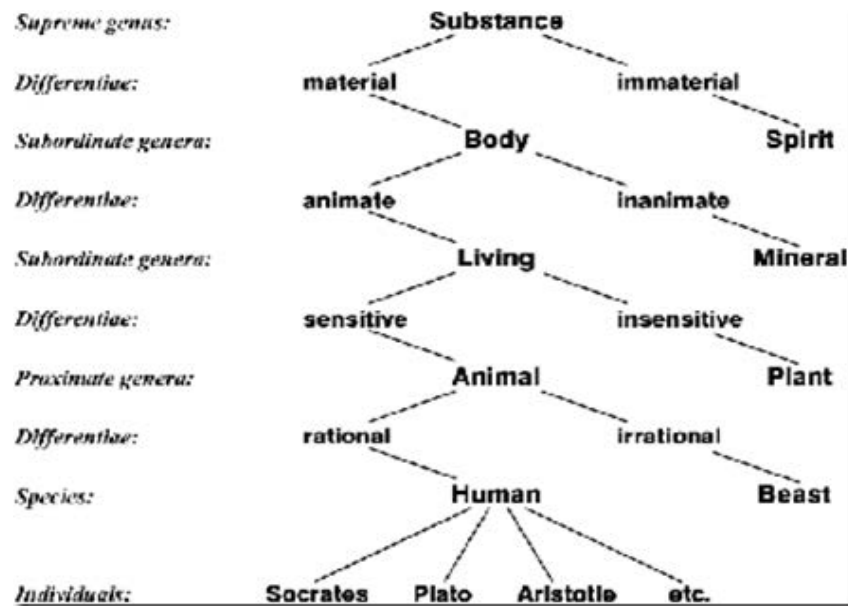 Supreme genus: Substance
Differentiae: material immaterial
Subordinate genera: Body Spirit
Differentiae: animate inanimate
Subordinate genera: Living Mineral
Differentiae: sensitive insensitive
Proximate genera: Animal Plant
Differentiae: rational irrational
Species: Human Beast
Individuals: Socrates Plato Aristotle etc.